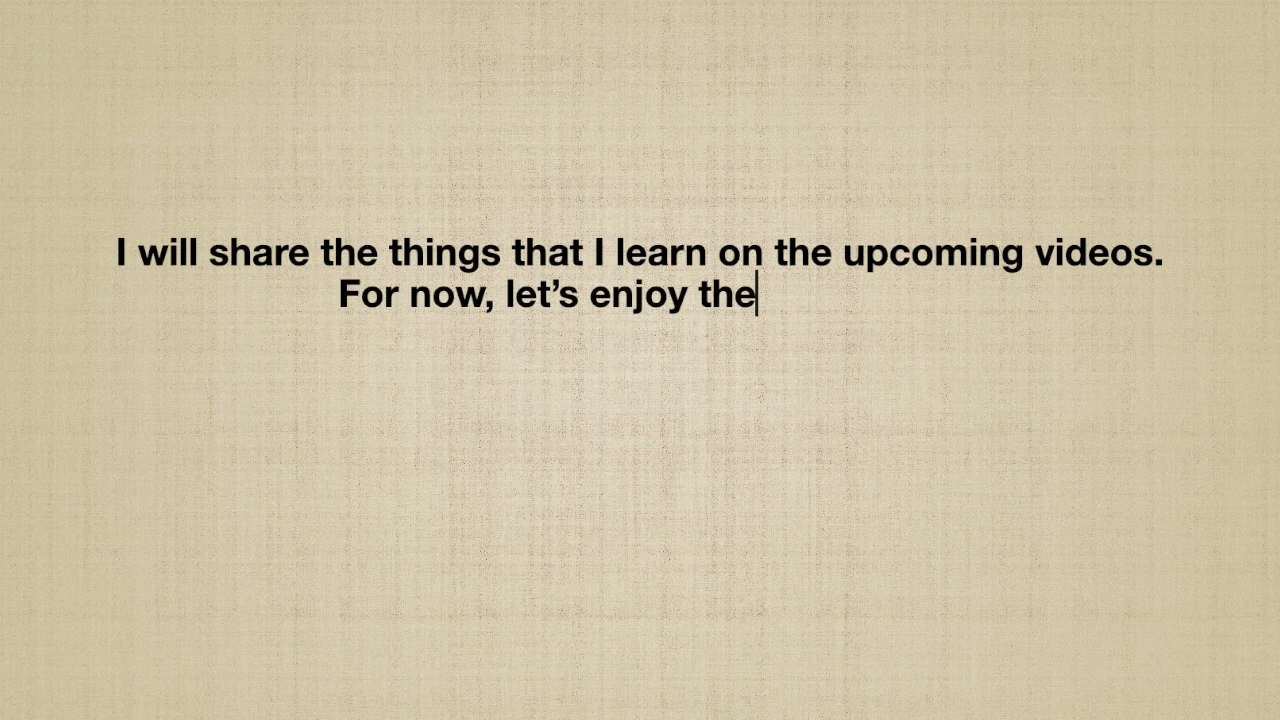 I will share the things that I learn on the upcoming videos.
For now, let’s enjoy the